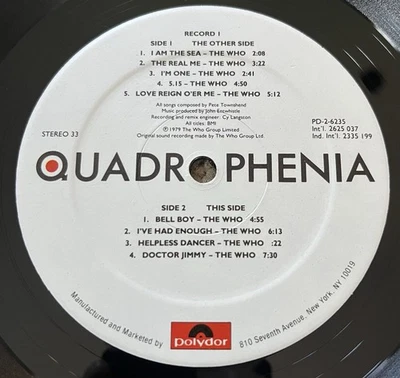 RECORD 1
SIDE 1 THE OTHER SIDE
1. I AM THE SEA – THE WHO 2:08
2. THE REAL ME – THE WHO 3:22
3. I'M ONE – THE WHO 2:41
4. 5.15 – THE WHO 4:50
5. LOVE REIGN O'ER ME – THE WHO 5:12
All songs composed by Pete Townshend
Music produced by John Entwhistle
Recording and remix engineer. Cy Langston
All titles: BMI
℗ 1979 The Who Group Limited
Original sound recording made by The Who Group Ltd.
STEREO 33
PD-2-6235
Int'l. 2625 037
Ind. Int'l. 2335 199
QUADROPHENIA
SIDE 2 THIS SIDE
1. BELL BOY – THE WHO 4:55
2. I'VE HAD ENOUGH – THE WHO 6:13
3. HELPLESS DANCER – THE WHO :22
4. DOCTOR JIMMY – THE WHO 7:30
Manufactured and Marketed by
polydor
810 Seventh Avenue, New York, NY 10019